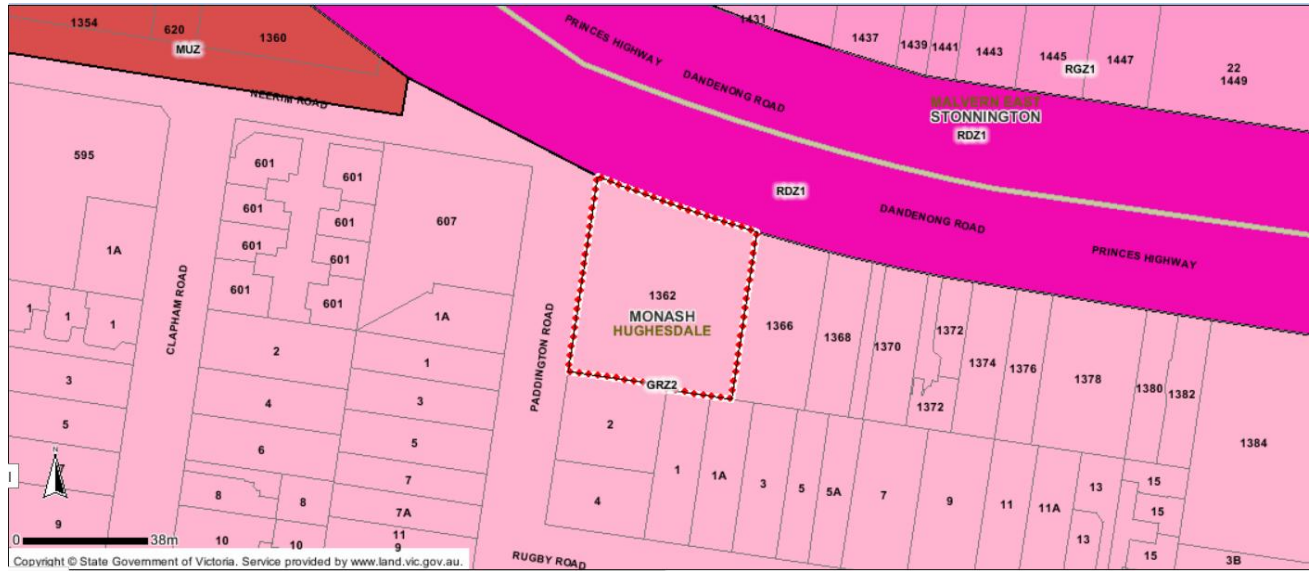 1354
620
1360
MUZ
NEERIM ROAD
PRINCES HIGHWAY
DANDENONG ROAD
1431
1437
1439
1441
1443
1445
1447
RGZ1
22
1449
MALVERN EAST
STONNINGTON
RDZ1
RDZ1
DANDENONG ROAD
PRINCES HIGHWAY
595
1A
1
1
1
3
5
9
CLAPHAM ROAD
601
601
601
601
601
601
601
601
607
1A
2
4
6
8
8
10
10
1
3
5
7
7A
11
9
PADDINGTON ROAD
1362
MONASH
HUGHESDALE
GRZ2
1366
1368
1370
1372
1372
1374
1376
1378
1380
1382
1384
2
4
1
1A
3
5
5A
7
9
11
11A
13
13
15
15
15
3B
RUGBY ROAD
N
0
38m
Copyright © State Government of Victoria. Service provided by www.land.vic.gov.au.